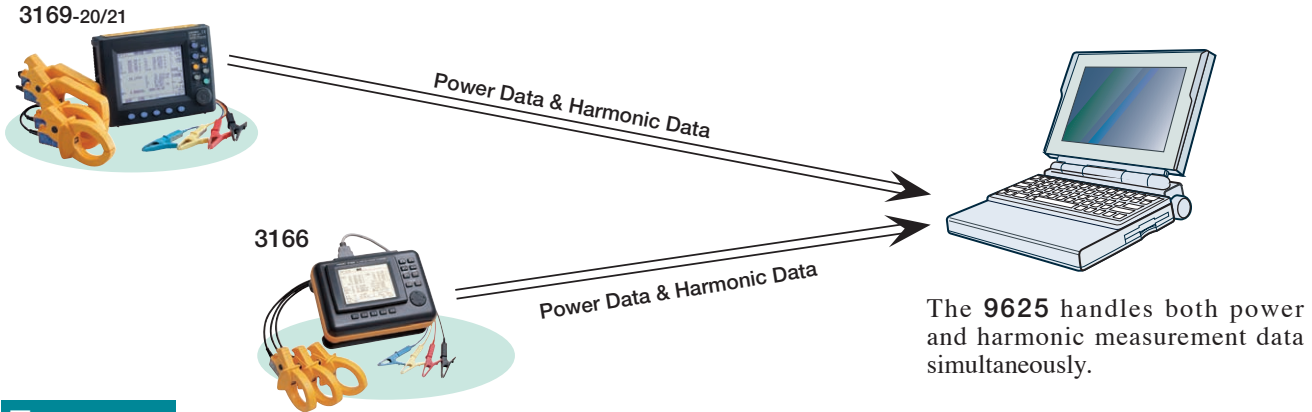 3169-20/21
Power Data & Harmonic Data
3166
Power Data & Harmonic Data
The 9625 handles both power
and harmonic measurement data
simultaneously.